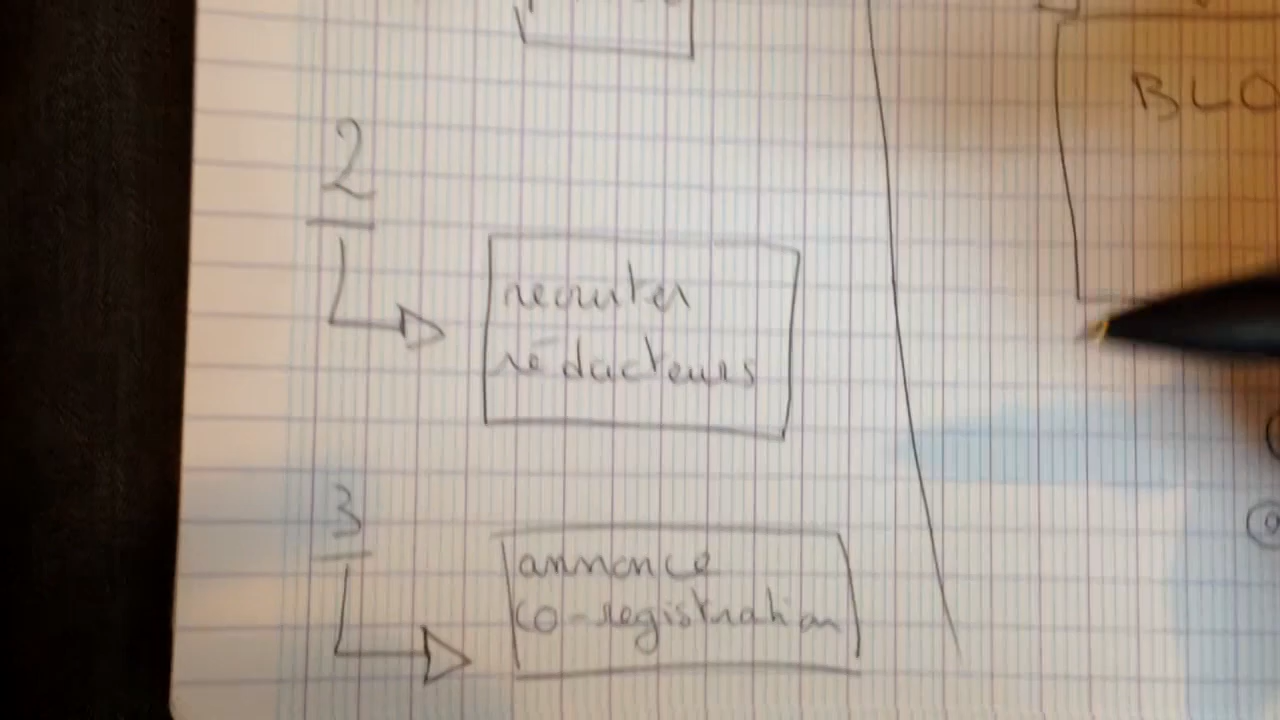 BLO
2
recruter
rédacteurs
3
annonce
co-registration